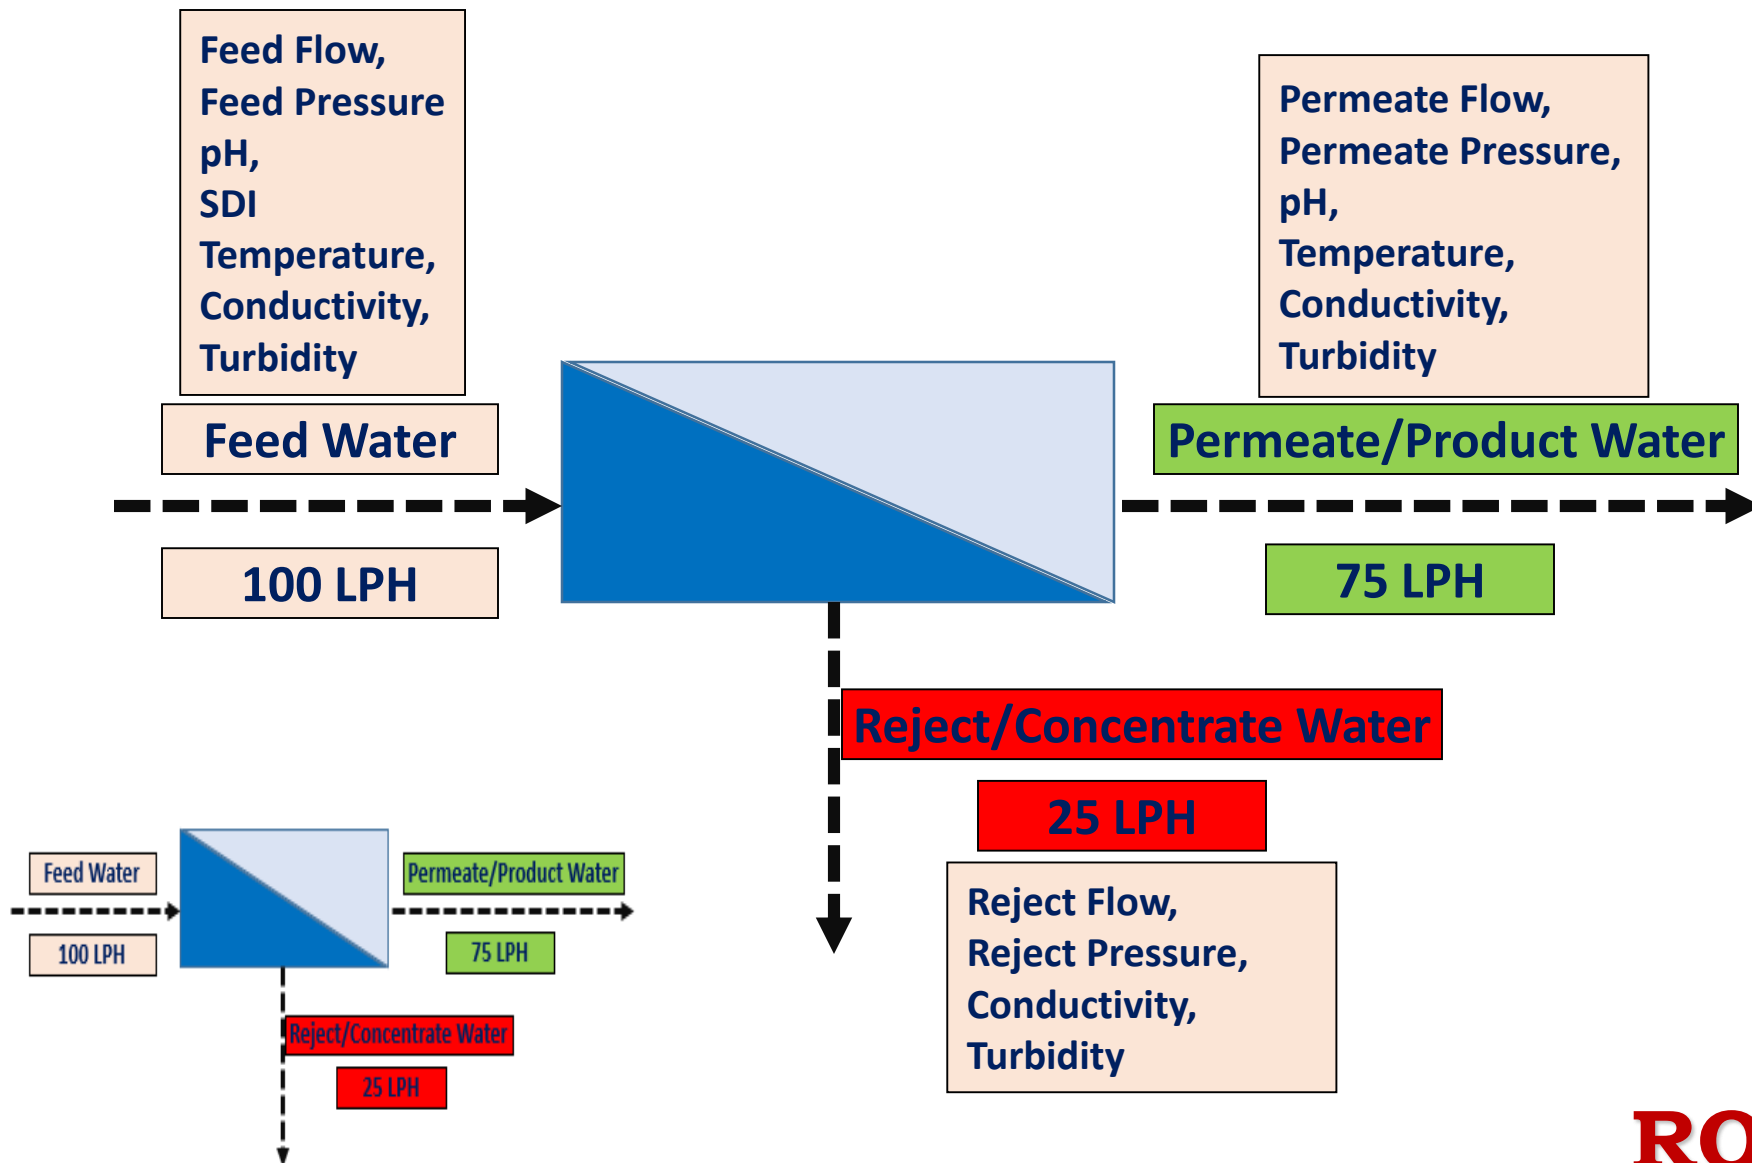 Feed Flow,
Feed Pressure
pH,
SDI
Temperature,
Conductivity,
Turbidity
Feed Water
100 LPH
Permeate Flow,
Permeate Pressure,
pH,
Temperature,
Conductivity,
Turbidity
Permeate/Product Water
75 LPH
Reject/Concentrate Water
25 LPH
Reject Flow,
Reject Pressure,
Conductivity,
Turbidity
Feed Water
100 LPH
Permeate/Product Water
75 LPH
Reject/Concentrate Water
25 LPH
RO